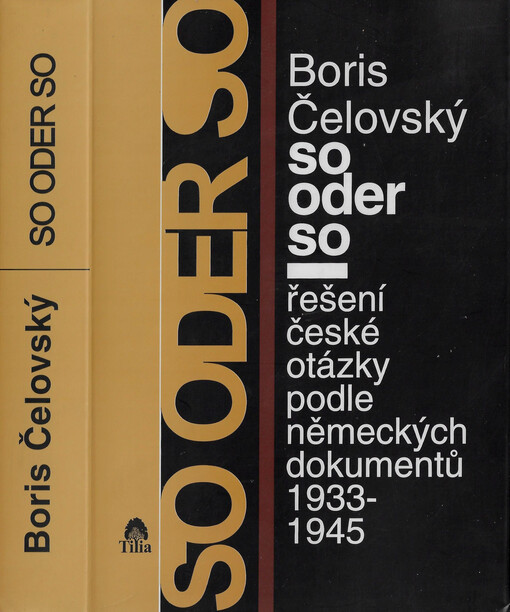 Boris Čelovský
SO ODER SO
SO ODER SO
Tilia
Boris
Čelovský
so
oder
so
řešení
české
otázky
podle
německých
dokumentů
1933-
1945